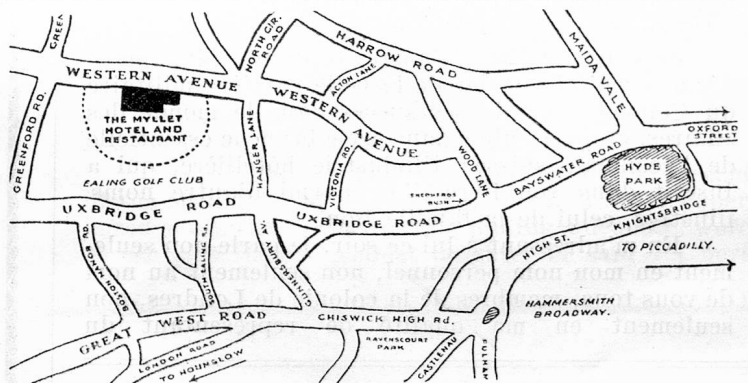 GREEN
NORTH CIR.
ROAD
HARROW ROAD
MAIDA VALE
WESTERN AVENUE
ACTON LANE
WESTERN AVENUE
GREENFORD RD.
THE MYLLET
HOTEL AND
RESTAURANT
HANGER LANE
VICTORIA RD.
WOOD LANE
BAYSWATER ROAD
OXFORD
STREET
HYDE
PARK
EALING GOLF CLUB
SHEPHERDS
BUSH
UXBRIDGE ROAD
UXBRIDGE ROAD
HIGH ST.
KNIGHTSBRIDGE
TO PICCADILLY.
BOSTON MANOR RD.
SOUTH EALING RD.
GUNNERSBURY AV.
HAMMERSMITH
BROADWAY.
GREAT WEST ROAD
CHISWICK HIGH Rd.
RAVENSCOURT
PARK
CASTLENAU
FULHAM
LONDON ROAD
TO HOUNSLOW